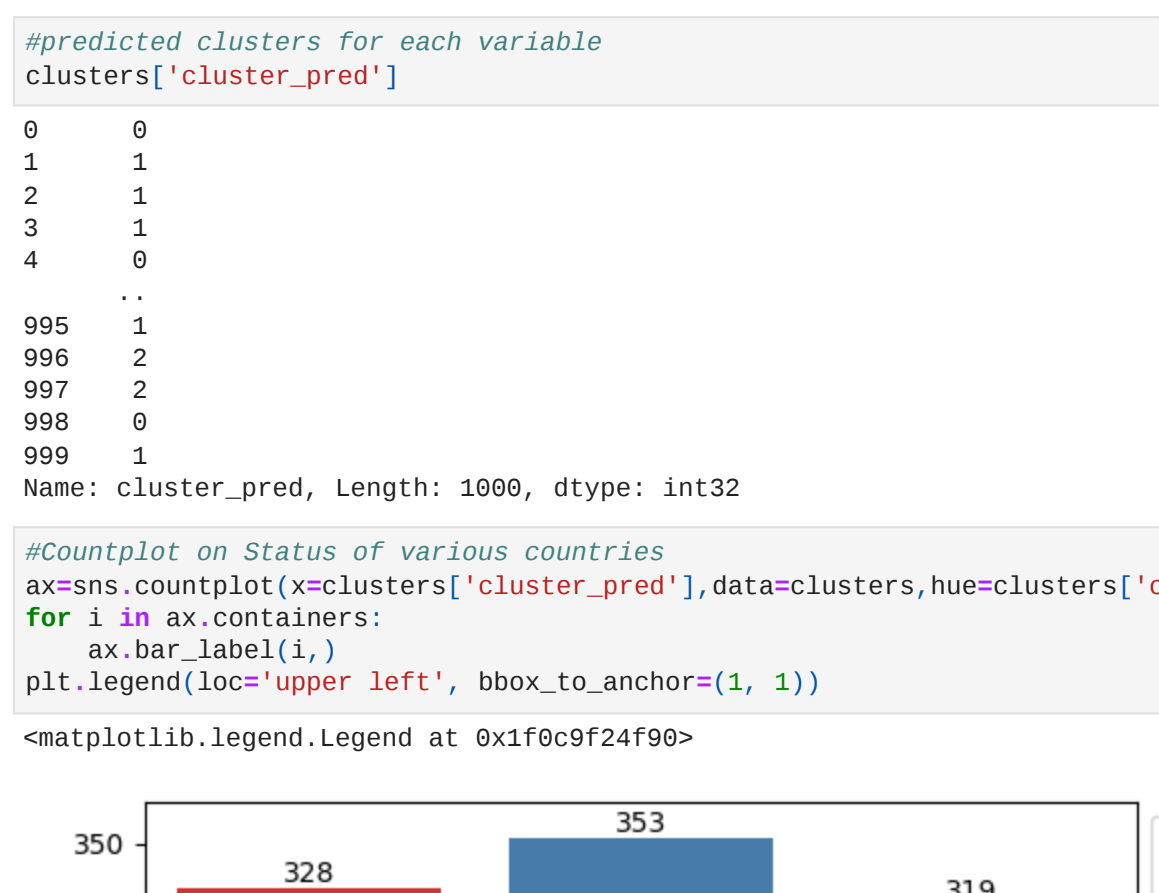 #predicted clusters for each variable
clusters['cluster_pred']
0 0
1 1
2 1
3 1
4 0
..
995 1
996 2
997 2
998 0
999 1
Name: cluster_pred, Length: 1000, dtype: int32
#Countplot on Status of various countries
ax=sns.countplot(x=clusters['cluster_pred'],data=clusters,hue=clusters['c
for i in ax.containers:
    ax.bar_label(i,)
plt.legend(loc='upper left', bbox_to_anchor=(1, 1))
<matplotlib.legend.Legend at 0x1f0c9f24f90>
353
350
328
319